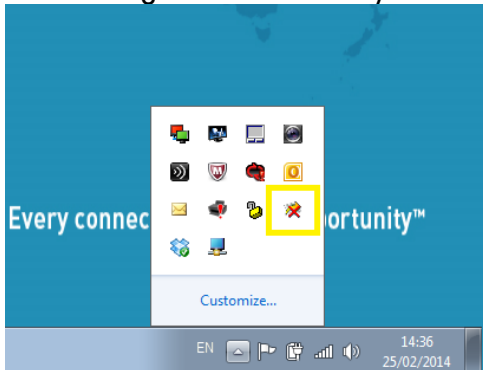 Every connec
ortunity™
Customize...
EN
14:36
25/02/2014